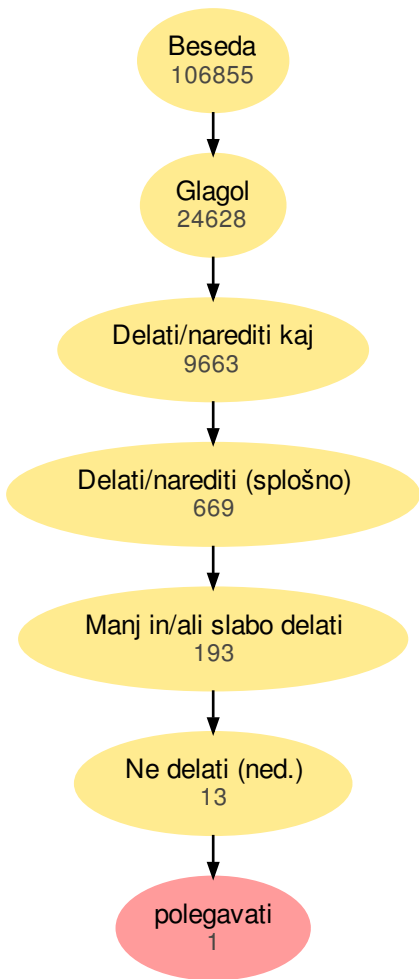 Beseda
106855
Glagol
24628
Delati/narediti kaj
9663
Delati/narediti (splošno)
669
Manj in/ali slabo delati
193
Ne delati (ned.)
13
polegavati
1